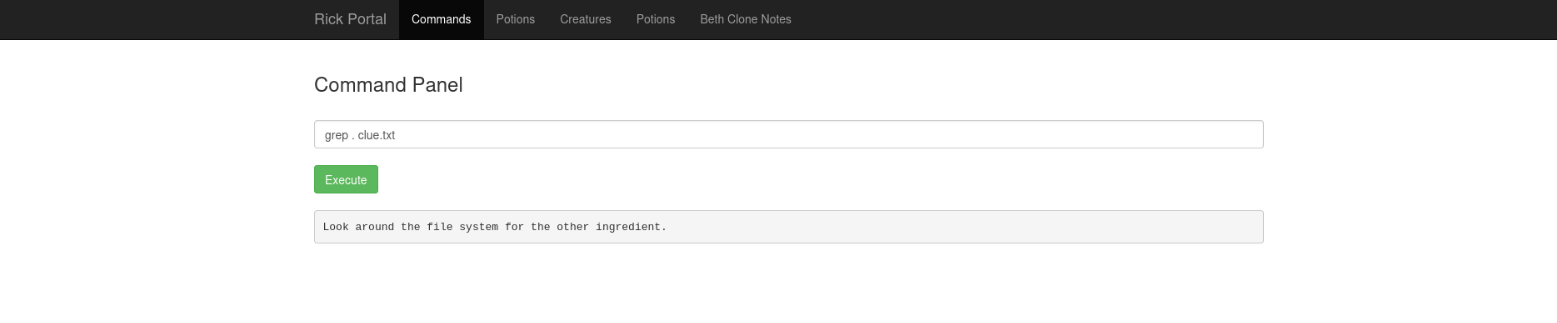 Rick Portal Commands Potions Creatures Potions Beth Clone Notes
Command Panel
grep . clue.txt
Execute
Look around the file system for the other ingredient.